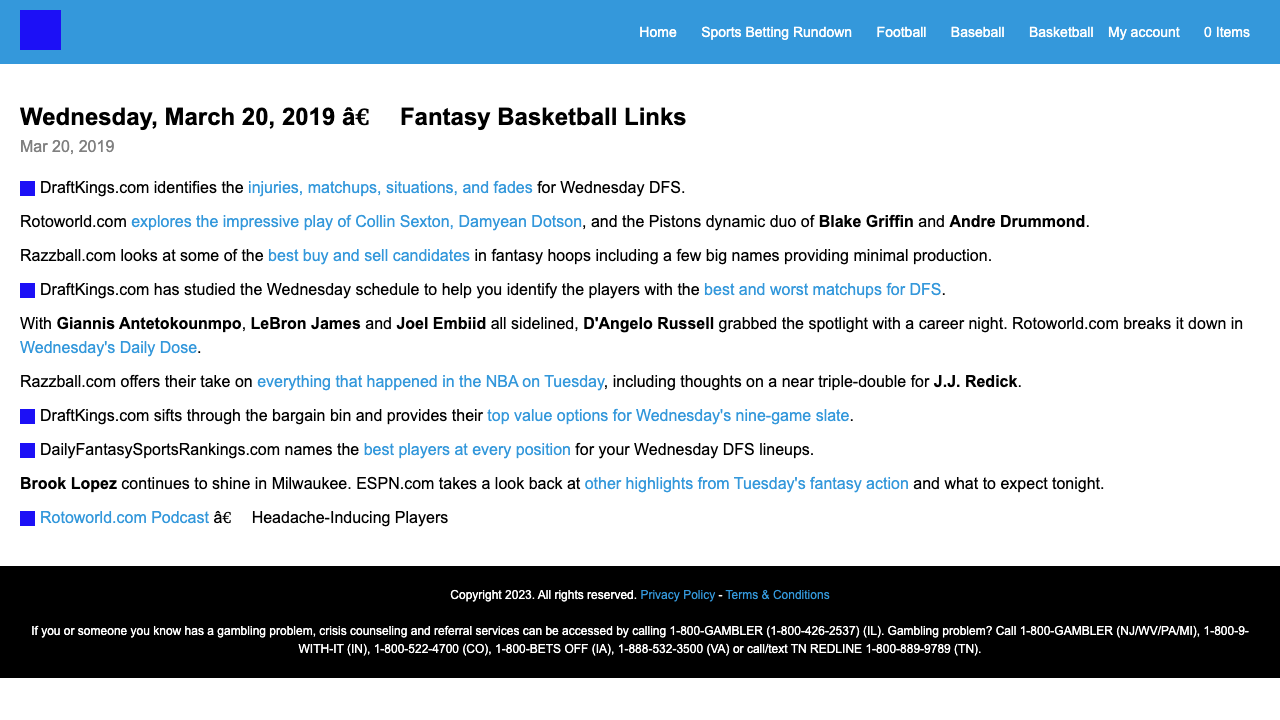 Home Sports Betting Rundown Football Baseball Basketball My account 0 Items
Wednesday, March 20, 2019 â€ Fantasy Basketball Links
Mar 20, 2019
DraftKings.com identifies the injuries, matchups, situations, and fades for Wednesday DFS.
Rotoworld.com explores the impressive play of Collin Sexton, Damyean Dotson, and the Pistons dynamic duo of Blake Griffin and Andre Drummond.
Razzball.com looks at some of the best buy and sell candidates in fantasy hoops including a few big names providing minimal production.
DraftKings.com has studied the Wednesday schedule to help you identify the players with the best and worst matchups for DFS.
With Giannis Antetokounmpo, LeBron James and Joel Embiid all sidelined, D'Angelo Russell grabbed the spotlight with a career night. Rotoworld.com breaks it down in
Wednesday's Daily Dose.
Razzball.com offers their take on everything that happened in the NBA on Tuesday, including thoughts on a near triple-double for J.J. Redick.
DraftKings.com sifts through the bargain bin and provides their top value options for Wednesday's nine-game slate.
DailyFantasySportsRankings.com names the best players at every position for your Wednesday DFS lineups.
Brook Lopez continues to shine in Milwaukee. ESPN.com takes a look back at other highlights from Tuesday's fantasy action and what to expect tonight.
Rotoworld.com Podcast â€ Headache-Inducing Players
Copyright 2023. All rights reserved. Privacy Policy - Terms & Conditions
If you or someone you know has a gambling problem, crisis counseling and referral services can be accessed by calling 1-800-GAMBLER (1-800-426-2537) (IL). Gambling problem? Call 1-800-GAMBLER (NJ/WV/PA/MI), 1-800-9-
WITH-IT (IN), 1-800-522-4700 (CO), 1-800-BETS OFF (IA), 1-888-532-3500 (VA) or call/text TN REDLINE 1-800-889-9789 (TN).